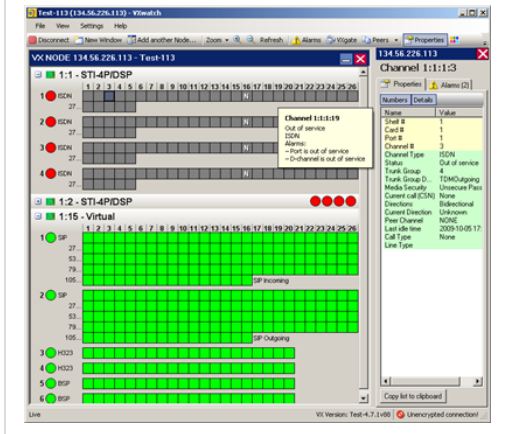 Test-113 (134.56.226.113) - VXwatch
File View Settings Help
Disconnect New Window Add another Node... Zoom Refresh Alarms VXgate Peers Properties
VX NODE 134.56.226.113 - Test-113
1:1 - STI-4P/DSP
1 2 3 4 5 6 7 8 9 10 11 12 13 14 15 16 17 18 19 20 21 22 23 24 25 26
1 ISDN N
27...
2 ISDN N
27...
3 ISDN N
27...
4 ISDN N
27...
Channel 1:1:1:19
Out of service
ISDN
Alarms:
– Port is out of service
– D-channel is out of service
1:2 - STI-4P/DSP
1:15 - Virtual
1 2 3 4 5 6 7 8 9 10 11 12 13 14 15 16 17 18 19 20 21 22 23 24 25 26
1 SIP
27...
53...
79...
105... SIP Incoming
2 SIP
27...
53...
79...
105... SIP Outgoing
3 H323
4 H323
5 BSP
6 BSP
134.56.226.113
Channel 1:1:1:3
Properties Alarms (2)
Numbers Details
Name Value
Shelf # 1
Card # 1
Port # 1
Channel # 3
Channel Type ISDN
Status Out of service
Trunk Group 4
Trunk Group D... TDMOutgoing
Media Security Unsecure Pass
Current call (CSN) None
Directions Bidirectional
Current Direction Unknown
Peer Channel NONE
Last idle time 2009-10-05 17:
Call Type None
Line Type
Copy list to clipboard
Live VX Version: Test-4.7.1v88 Unencrypted connection!